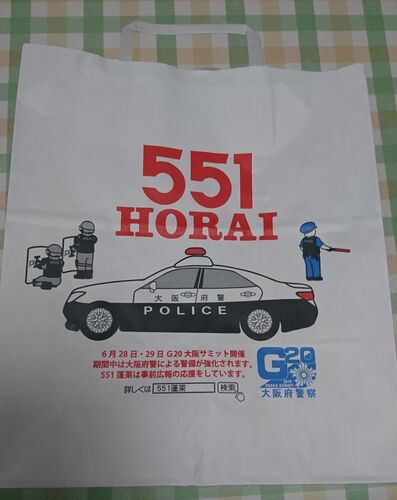 551
HORAI
大阪府警
POLICE
6月28日・29日 G20大阪サミット開催
期間中は大阪府警による警備が強化されます。
551蓬莱は事前広報の応援をしています。
詳しくは 551蓬莱 検索
G20
2019
OSAKA SUMMIT
大阪府警察